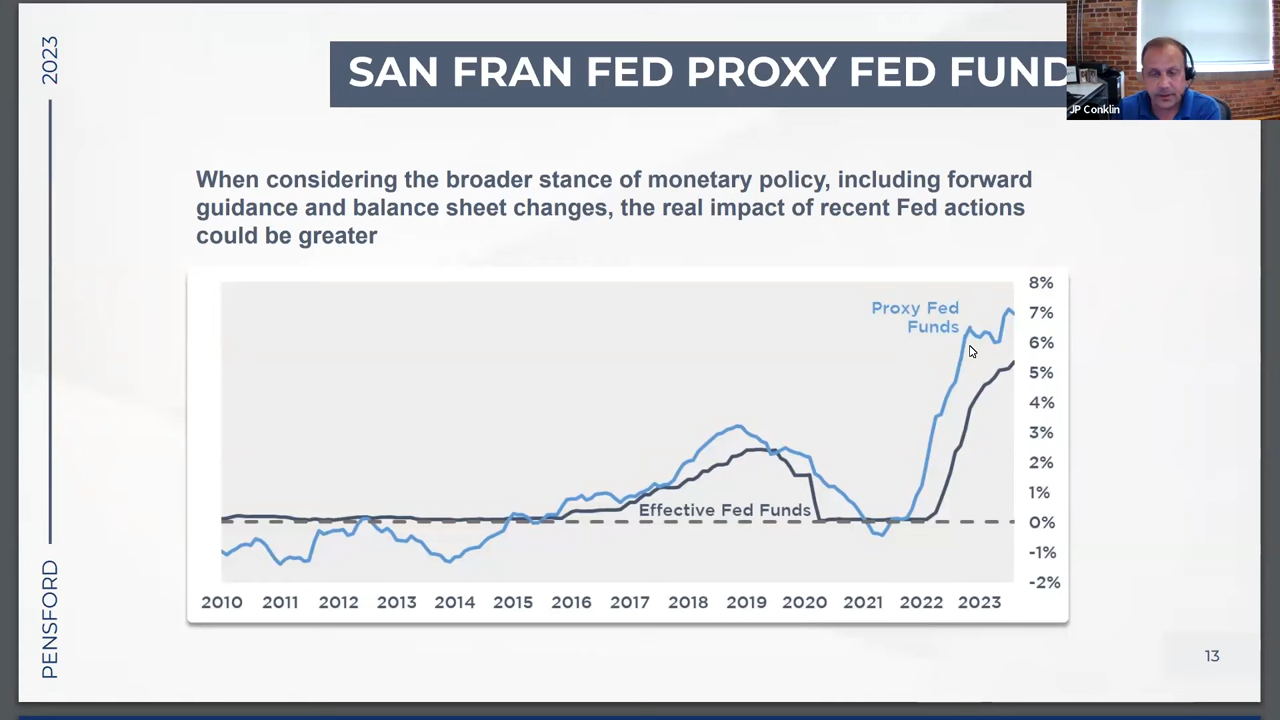 2023
PENSFORD
SAN FRAN FED PROXY FED FUND
JP Conklin
When considering the broader stance of monetary policy, including forward
guidance and balance sheet changes, the real impact of recent Fed actions
could be greater
Proxy Fed
Funds
Effective Fed Funds
8%
7%
6%
5%
4%
3%
2%
1%
0%
-1%
-2%
2010 2011 2012 2013 2014 2015 2016 2017 2018 2019 2020 2021 2022 2023
13